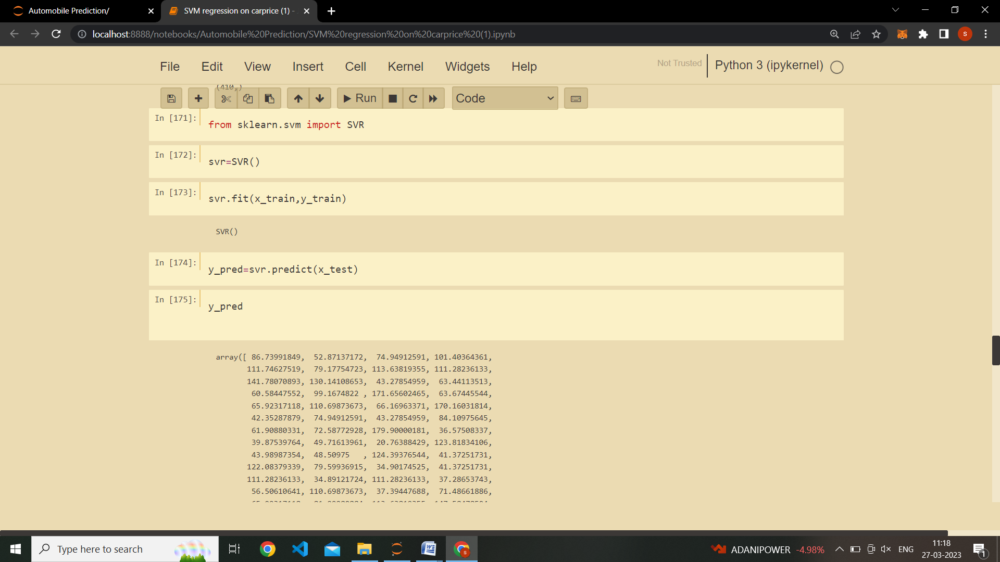 Automobile Prediction/
SVM regression on carprice (1) -
localhost:8888/notebooks/Automobile%20Prediction/SVM%20regression%20on%20carprice%20(1).ipynb
S
File Edit View Insert Cell Kernel Widgets Help
Not Trusted
Python 3 (ipykernel)
(410,)
Run
Code
In [171]:
from sklearn.svm import SVR
In [172]:
svr=SVR()
In [173]:
svr.fit(x_train,y_train)
SVR()
In [174]:
y_pred=svr.predict(x_test)
In [175]:
y_pred
array([ 86.73991849,  52.87137172,  74.94912591, 101.40364361,
111.74627519,  79.17754723, 113.63819355, 111.28236133,
141.78070893, 130.14108653,  43.27854959,  63.44113513,
60.58447552,  99.1674822 , 171.65602465,  63.67445544,
65.92317118, 110.69873673,  66.16963371, 170.16031814,
42.35287879,  74.94912591,  43.27854959,  84.10975645,
61.90880331,  72.58772928, 179.90000181,  36.57508337,
39.87539764,  49.71613961,  20.76388429, 123.81834106,
43.98987354,  48.50975   , 124.39376544,  41.37251731,
122.08379339,  79.59936915,  34.90174525,  41.37251731,
111.28236133,  34.89121724, 111.28236133,  37.28653743,
56.50610641, 110.69873673,  37.39447688,  71.48661886,
Type here to search
ADANIPOWER -4.98%
ENG
11:18
27-03-2023
1